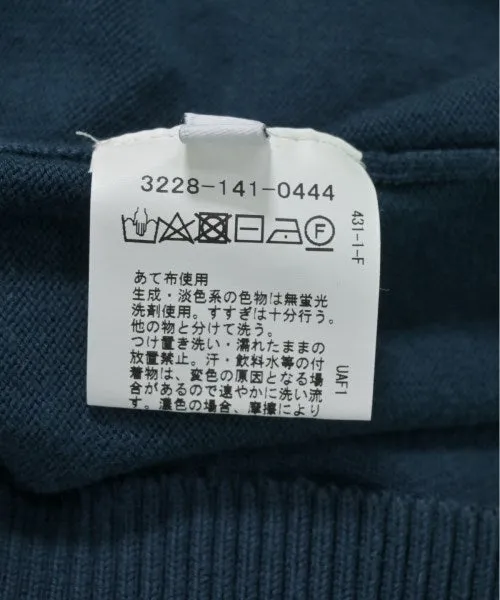 3228-141-0444
F
あて布使用
生成・淡色系の色物は無蛍光
洗剤使用。すすぎは十分行う。
他の物と分けて洗う。
つけ置き洗い・濡れたままの
放置禁止。汗・飲料水等の付
着物は、変色の原因となる場
合があるので速やかに洗い流
す。濃色の場合、摩擦により
431-1-F
UAF1